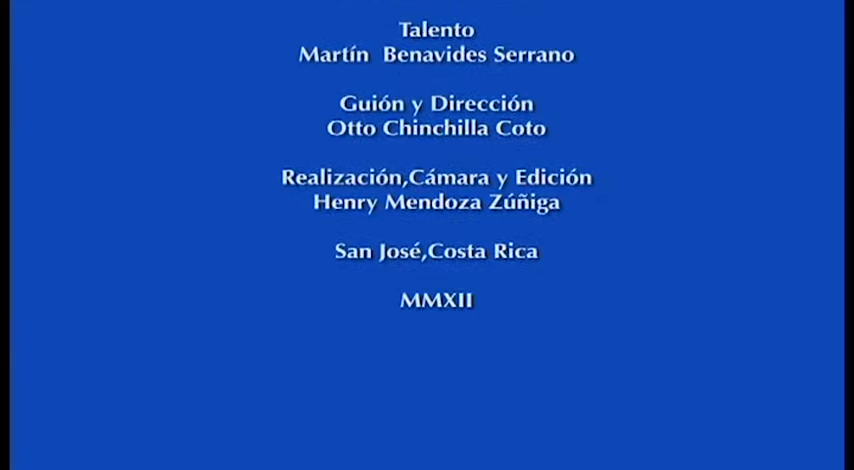 Talento
Martín Benavides Serrano
Guión y Dirección
Otto Chinchilla Coto
Realización,Cámara y Edición
Henry Mendoza Zúñiga
San José,Costa Rica
MMXII